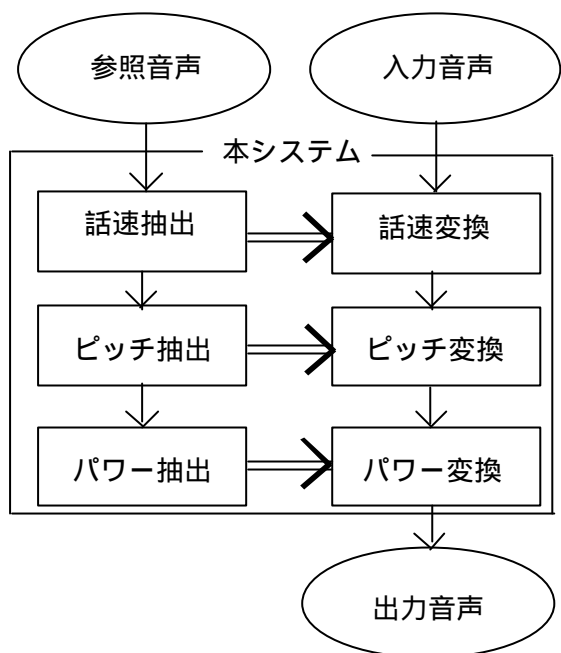 参照音声
入力音声
本システム
話速抽出
話速変換
ピッチ抽出
ピッチ変換
パワー抽出
パワー変換
出力音声